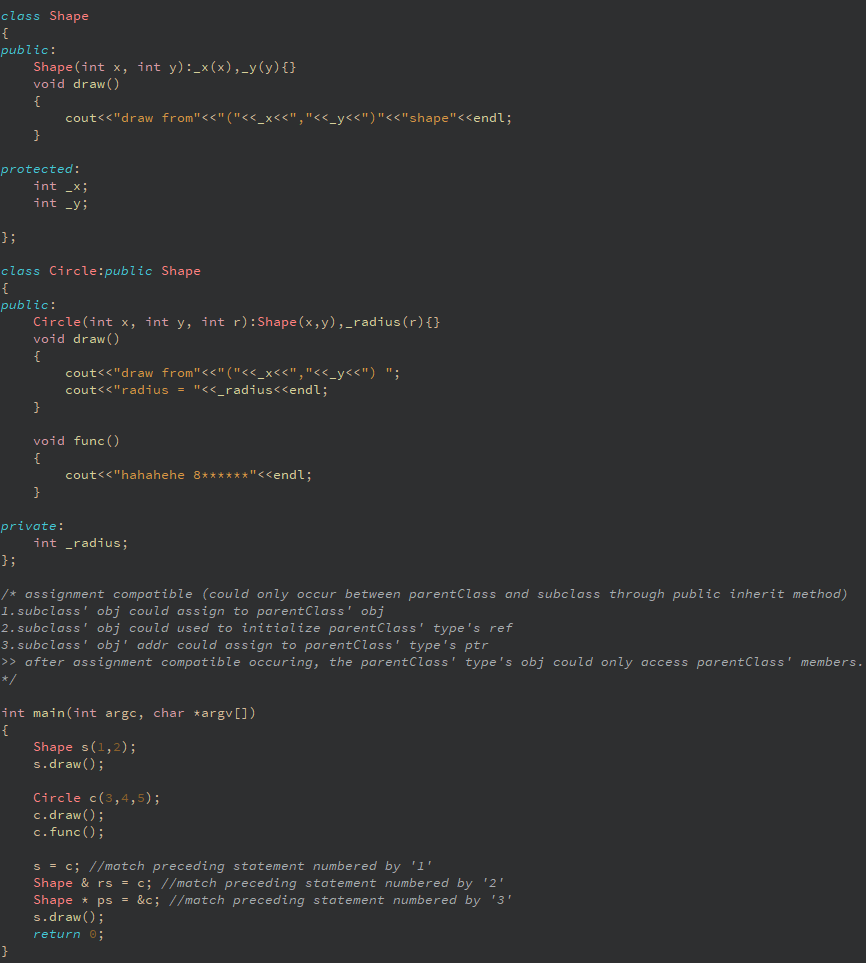 class Shape
{
public:
    Shape(int x, int y):_x(x),_y(y){}
    void draw()
    {
        cout<<"draw from"<<"("<<_x<<","<<_y<<")"<<"shape"<<endl;
    }

protected:
    int _x;
    int _y;

};

class Circle:public Shape
{
public:
    Circle(int x, int y, int r):Shape(x,y),_radius(r){}
    void draw()
    {
        cout<<"draw from"<<"("<<_x<<","<<_y<<") ";
        cout<<"radius = "<<_radius<<endl;
    }

    void func()
    {
        cout<<"hahahehe 8******"<<endl;
    }

private:
    int _radius;
};

/* assignment compatible (could only occur between parentClass and subclass through public inherit method)
1.subclass' obj could assign to parentClass' obj
2.subclass' obj could used to initialize parentClass' type's ref
3.subclass' obj' addr could assign to parentClass' type's ptr
>> after assignment compatible occuring, the parentClass' type's obj could only access parentClass' members.
*/

int main(int argc, char *argv[])
{
    Shape s(1,2);
    s.draw();

    Circle c(3,4,5);
    c.draw();
    c.func();

    s = c; //match preceding statement numbered by '1'
    Shape & rs = c; //match preceding statement numbered by '2'
    Shape * ps = &c; //match preceding statement numbered by '3'
    s.draw();
    return 0;
}